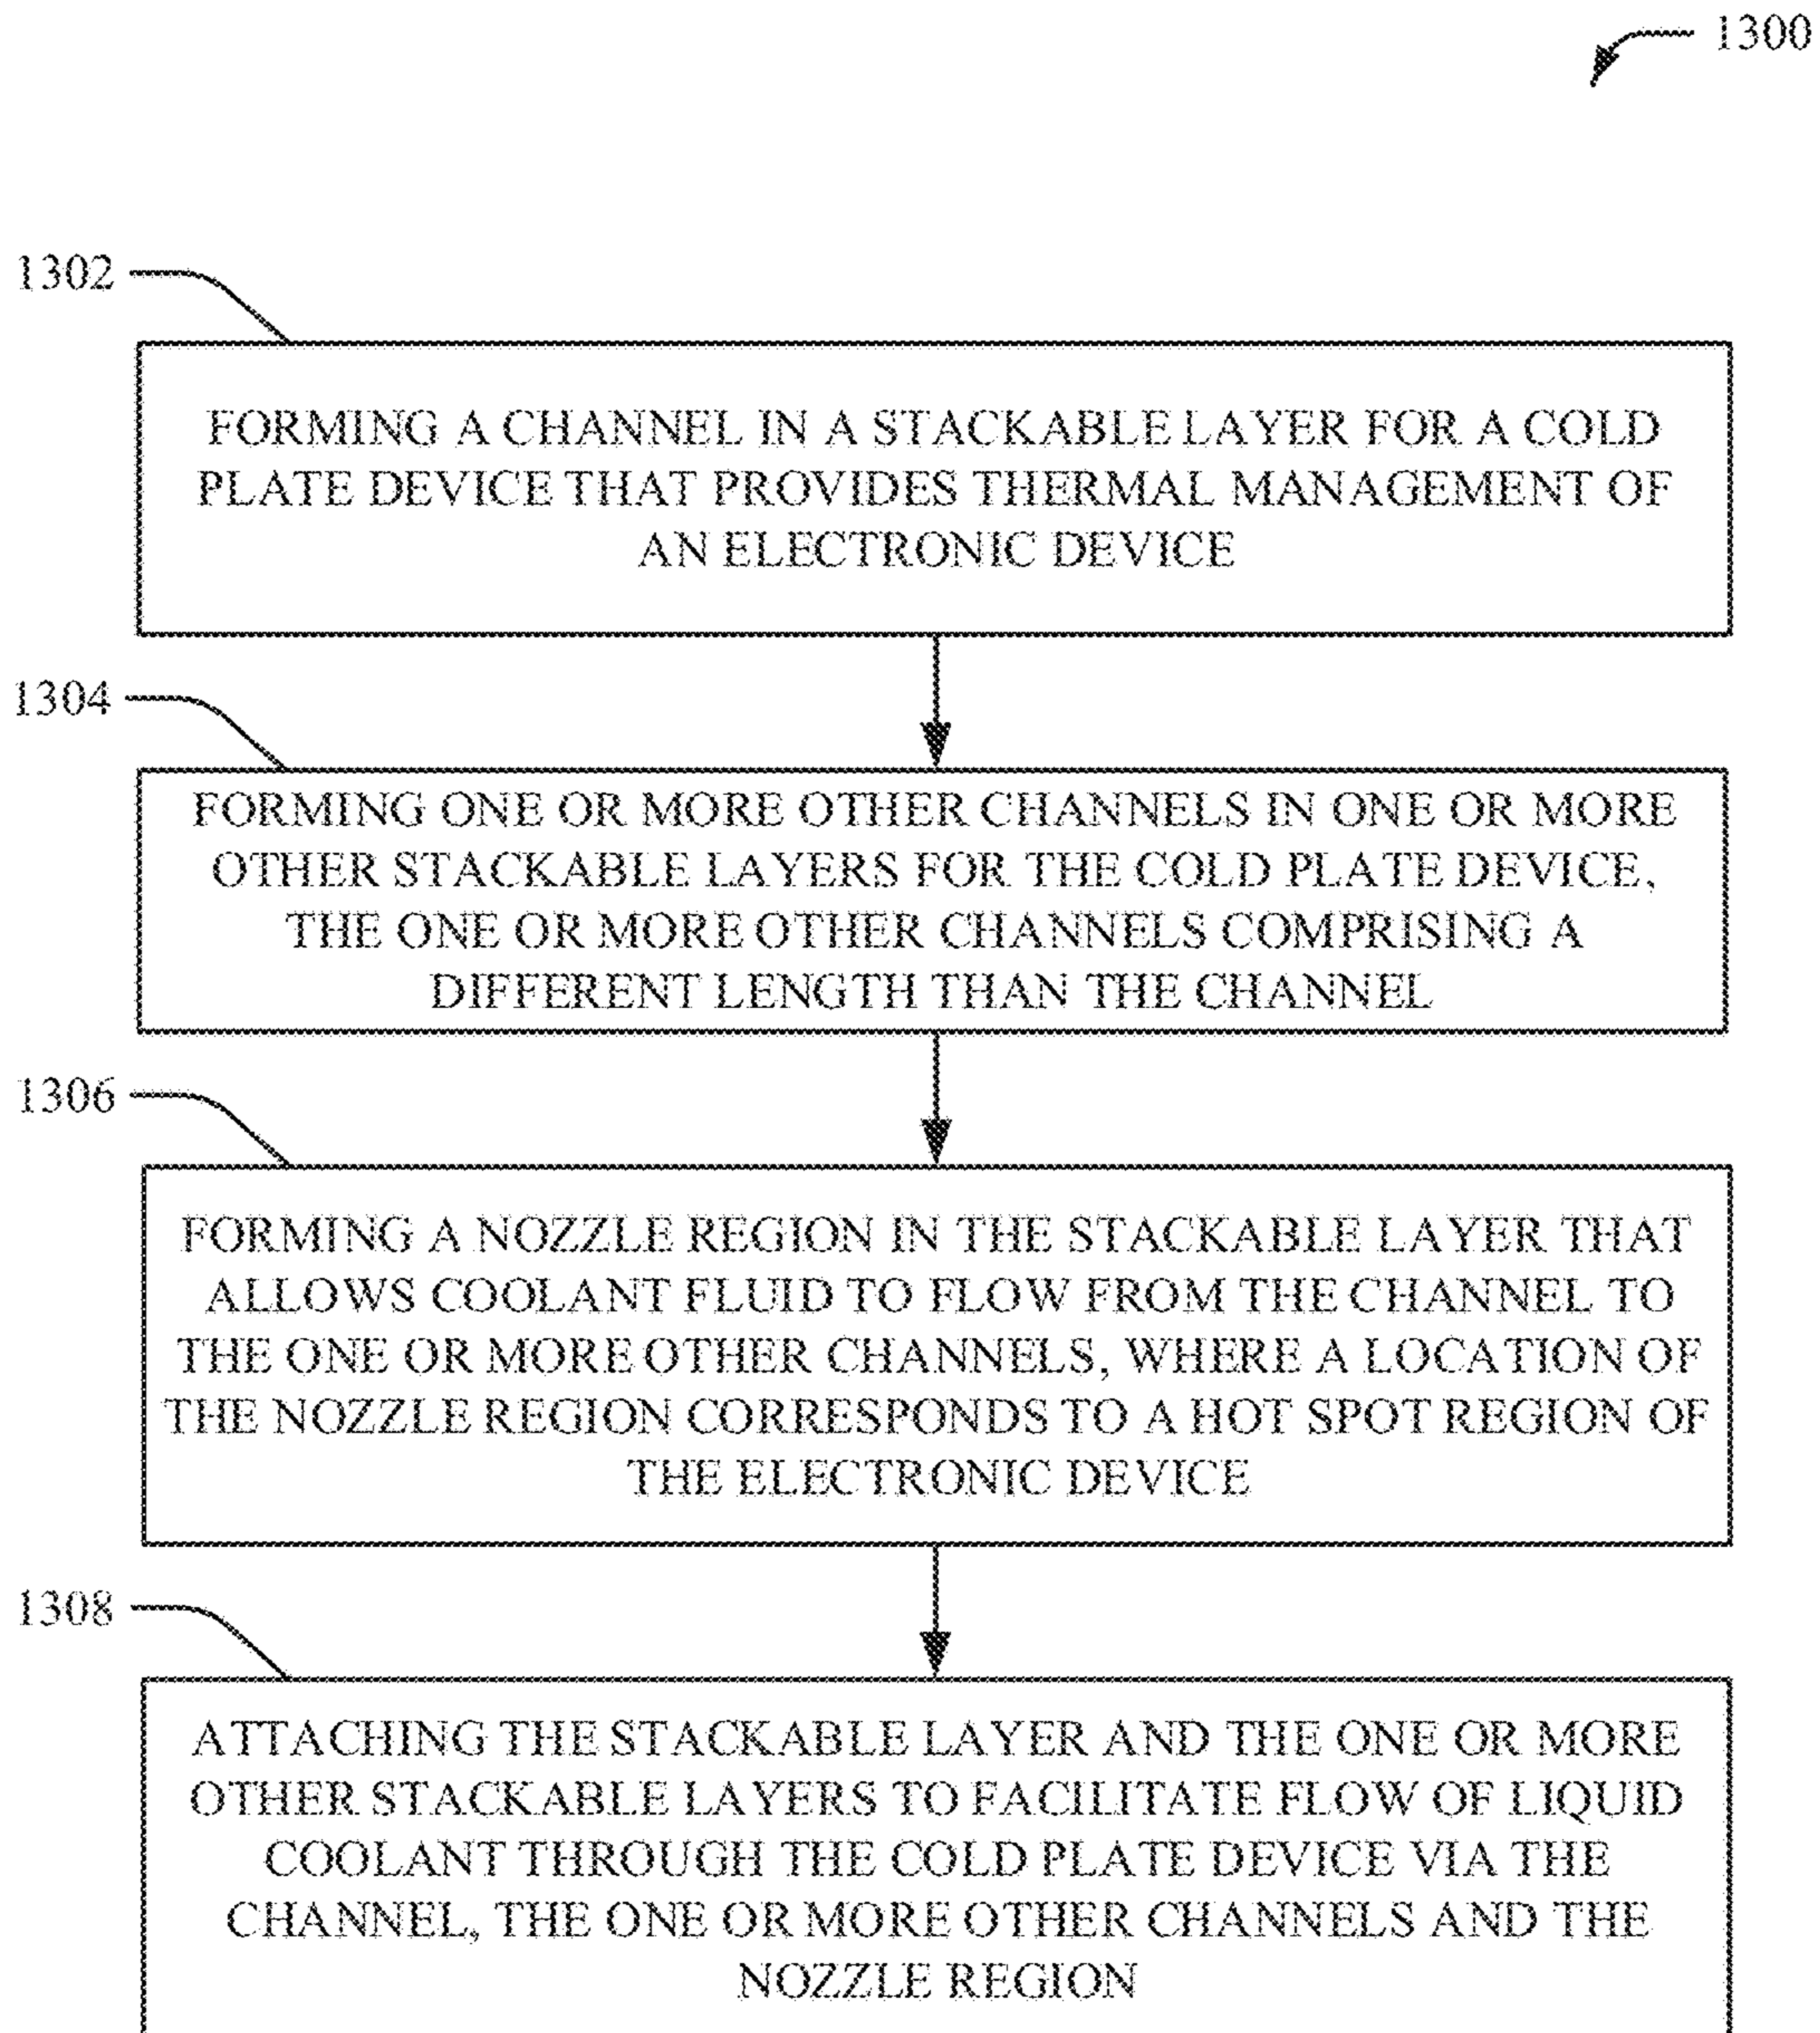 1300
1302
FORMING A CHANNEL IN A STACKABLE LAYER FOR A COLD
PLATE DEVICE THAT PROVIDES THERMAL MANAGEMENT OF
AN ELECTRONIC DEVICE
1304
FORMING ONE OR MORE OTHER CHANNELS IN ONE OR MORE
OTHER STACKABLE LAYERS FOR THE COLD PLATE DEVICE,
THE ONE OR MORE OTHER CHANNELS COMPRISING A
DIFFERENT LENGTH THAN THE CHANNEL
1306
FORMING A NOZZLE REGION IN THE STACKABLE LAYER THAT
ALLOWS COOLANT FLUID TO FLOW FROM THE CHANNEL TO
THE ONE OR MORE OTHER CHANNELS, WHERE A LOCATION OF
THE NOZZLE REGION CORRESPONDS TO A HOT SPOT REGION OF
THE ELECTRONIC DEVICE
1308
ATTACHING THE STACKABLE LAYER AND THE ONE OR MORE
OTHER STACKABLE LAYERS TO FACILITATE FLOW OF LIQUID
COOLANT THROUGH THE COLD PLATE DEVICE VIA THE
CHANNEL, THE ONE OR MORE OTHER CHANNELS AND THE
NOZZLE REGION